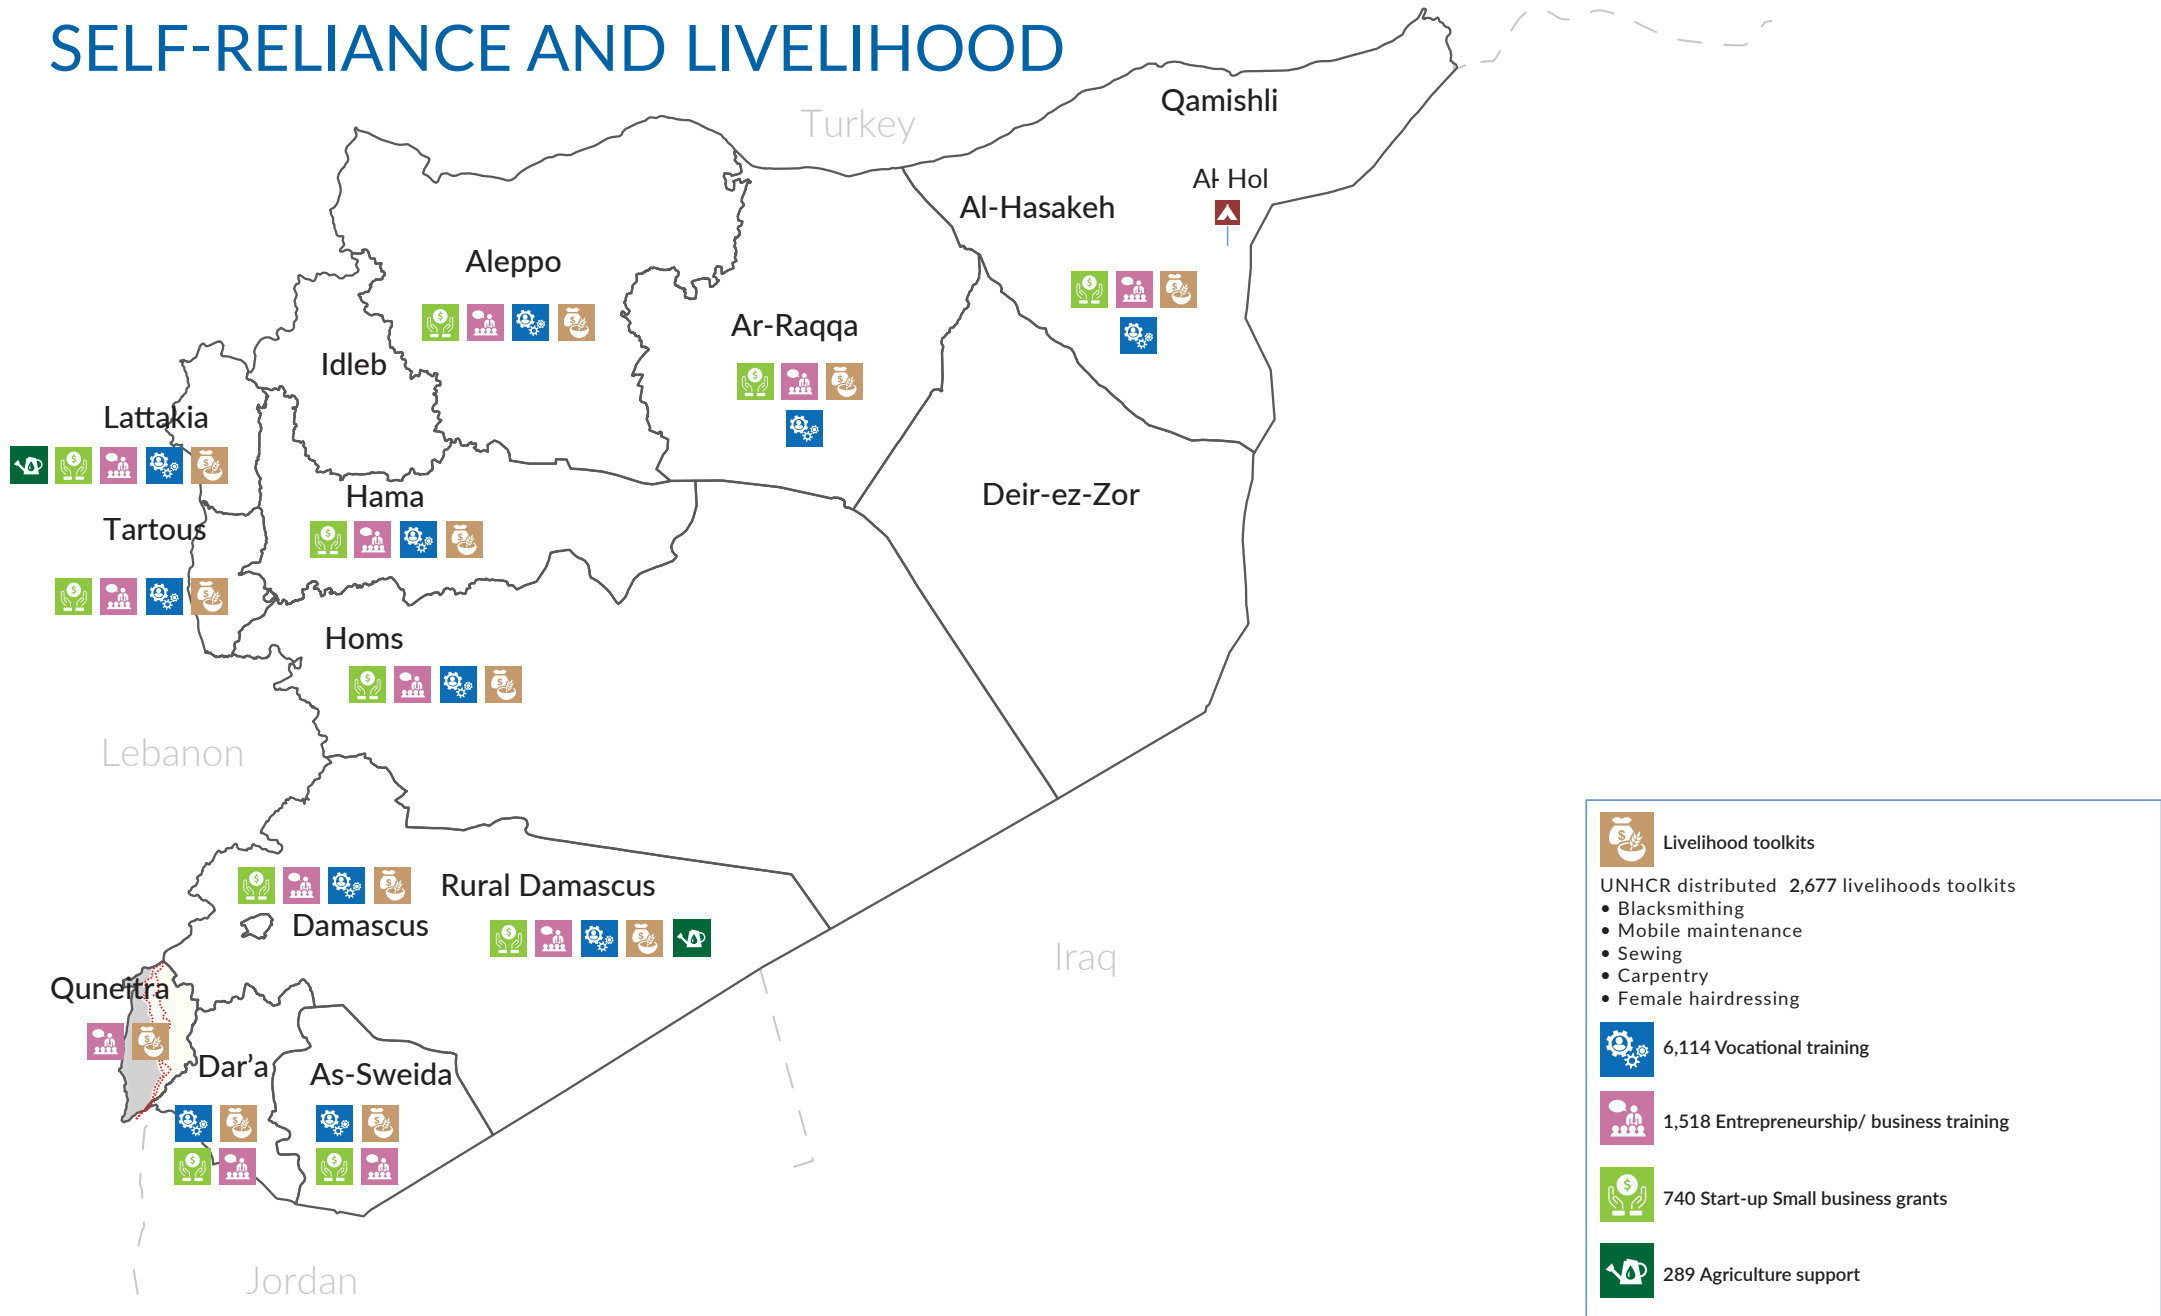 SELF-RELIANCE AND LIVELIHOOD
Turkey
Qamishli
Al-Hol
Al-Hasakeh
Aleppo
Ar-Raqqa
Idleb
Lattakia
Deir-ez-Zor
Hama
Tartous
Homs
Lebanon
Rural Damascus
Damascus
Iraq
Quneitra
Dar'a
As-Sweida
Jordan
Livelihood toolkits
UNHCR distributed 2,677 livelihoods toolkits
• Blacksmithing
• Mobile maintenance
• Sewing
• Carpentry
• Female hairdressing
6,114 Vocational training
1,518 Entrepreneurship/ business training
740 Start-up Small business grants
289 Agriculture support